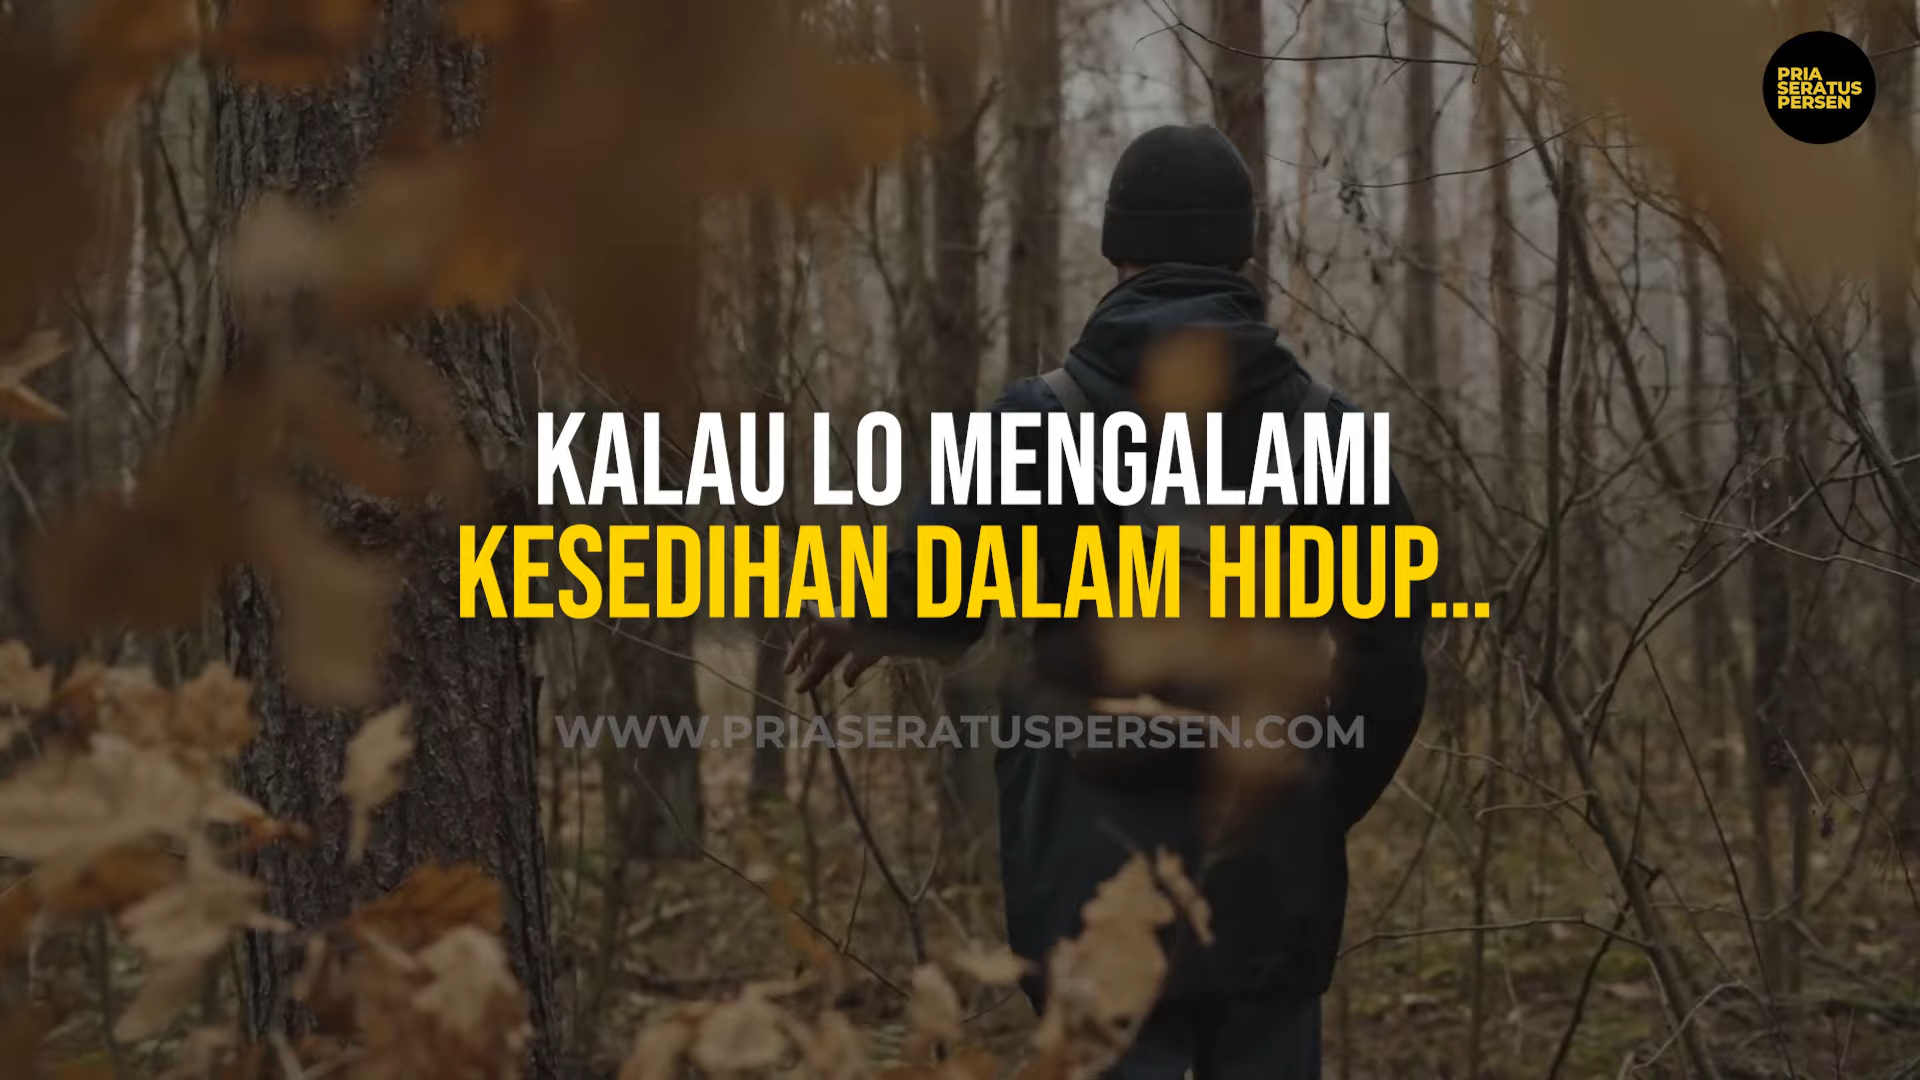 PRIA
SERATUS
PERSEN
KALAU LO MENGALAMI
KESEDIHAN DALAM HIDUP...
WWW.PRIASERATUSPERSEN.COM